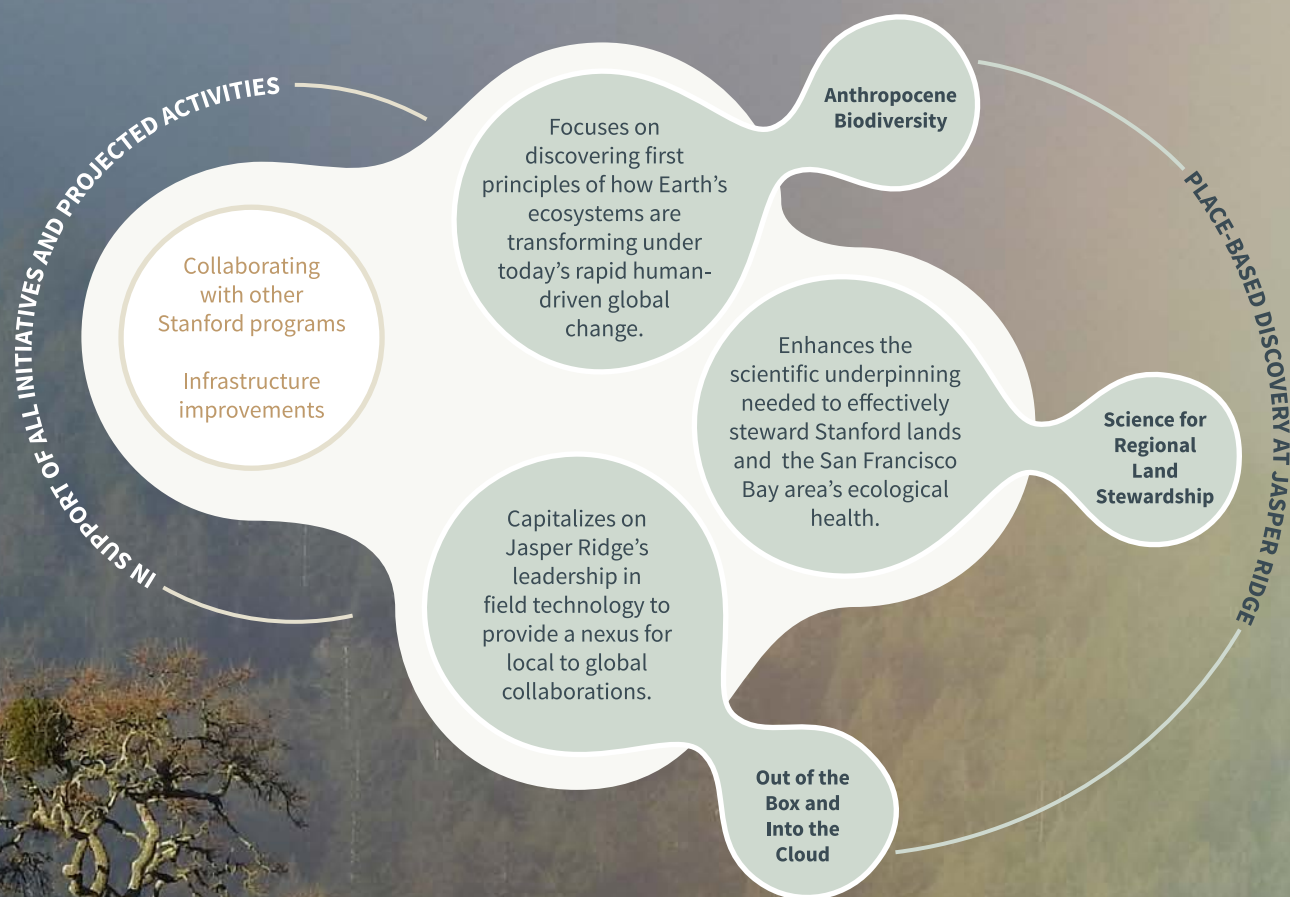 IN SUPPORT OF ALL INITIATIVES AND PROJECTED ACTIVITIES
Collaborating
with other
Stanford programs
Infrastructure
improvements
Focuses on
discovering first
principles of how Earth’s
ecosystems are
transforming under
today’s rapid human-
driven global
change.
Anthropocene
Biodiversity
Enhances the
scientific underpinning
needed to effectively
steward Stanford lands
and the San Francisco
Bay area’s ecological
health.
Science for
Regional
Land
Stewardship
Capitalizes on
Jasper Ridge’s
leadership in
field technology to
provide a nexus for
local to global
collaborations.
Out of the
Box and
Into the
Cloud
PLACE-BASED DISCOVERY AT JASPER RIDGE